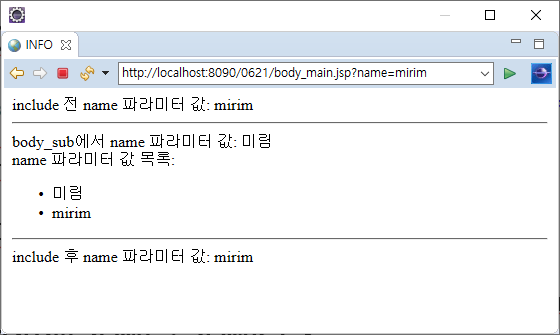 INFO
http://localhost:8090/0621/body_main.jsp?name=mirim
include 전 name 파라미터 값: mirim
body_sub에서 name 파라미터 값: 미림
name 파라미터 값 목록:
• 미림
• mirim
include 후 name 파라미터 값: mirim